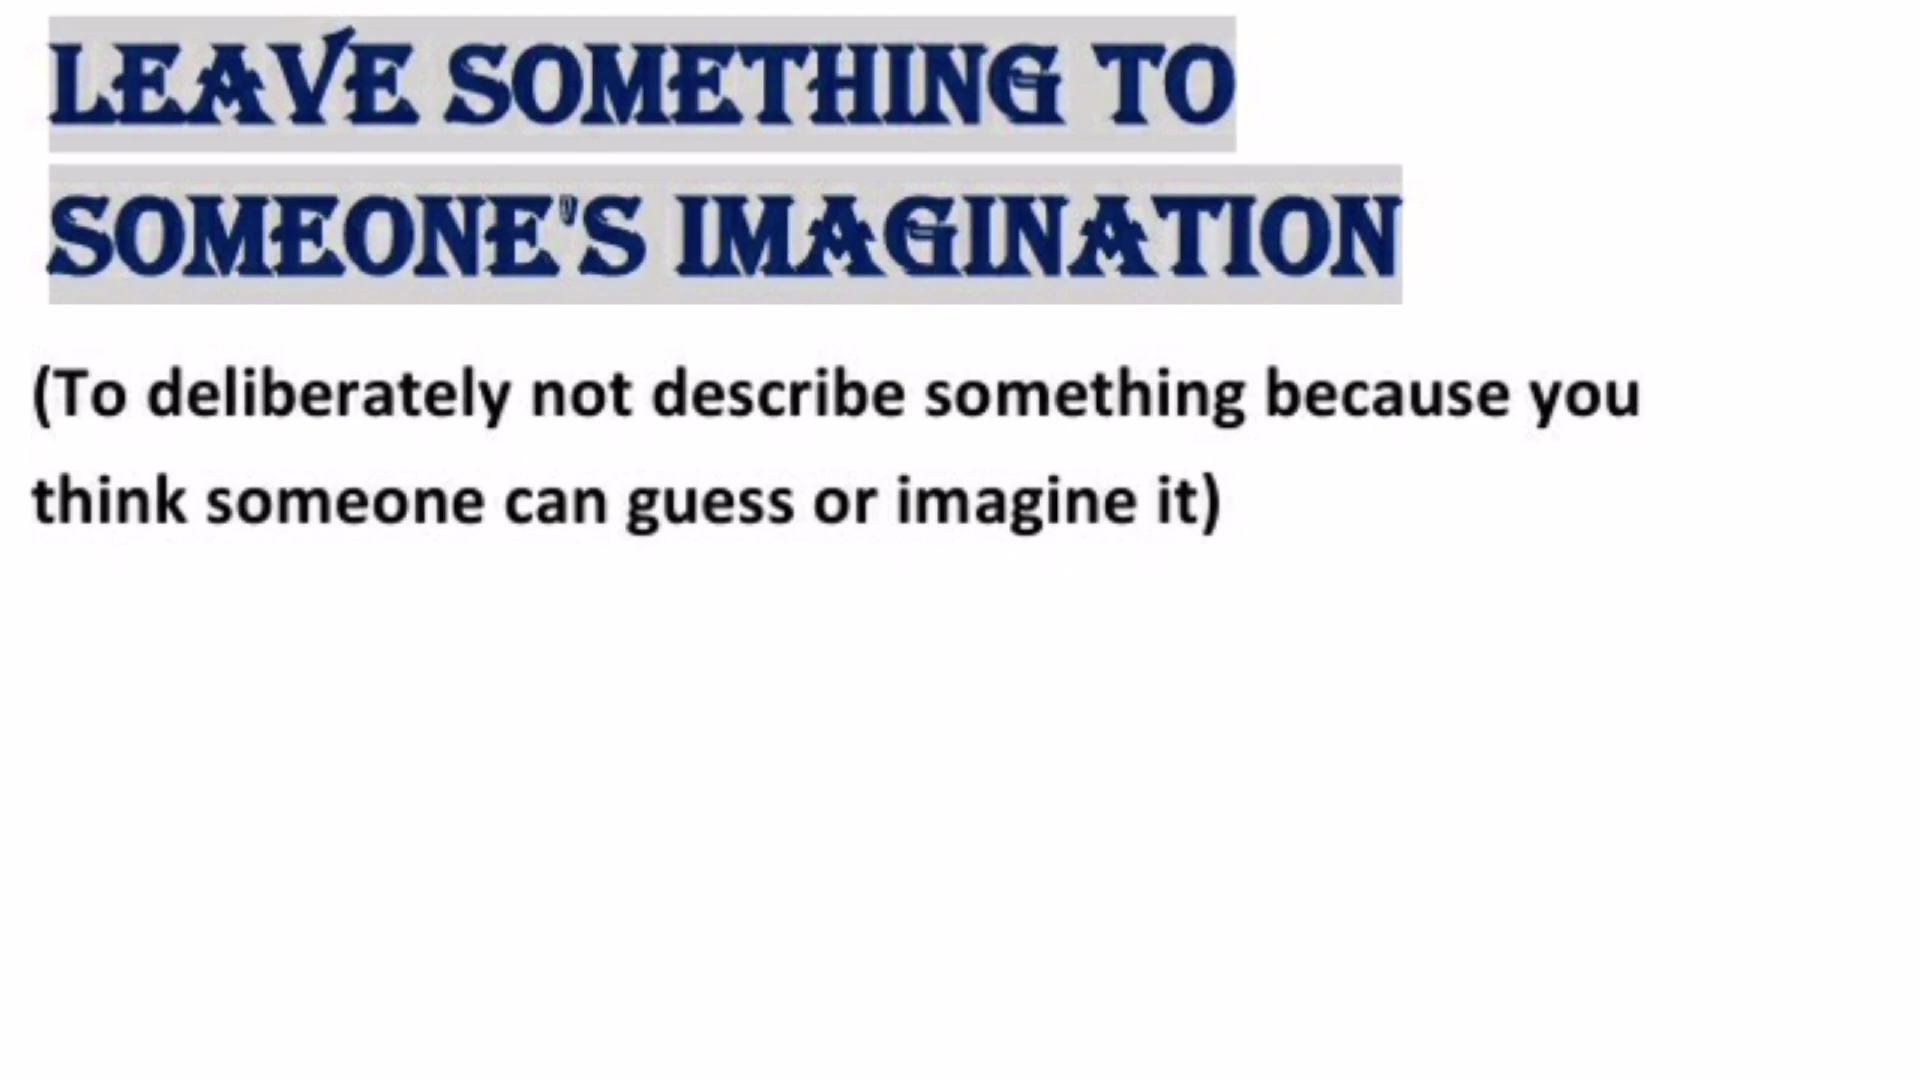 LEAVE SOMETHING TO
SOMEONE'S IMAGINATION
(To deliberately not describe something because you
think someone can guess or imagine it)